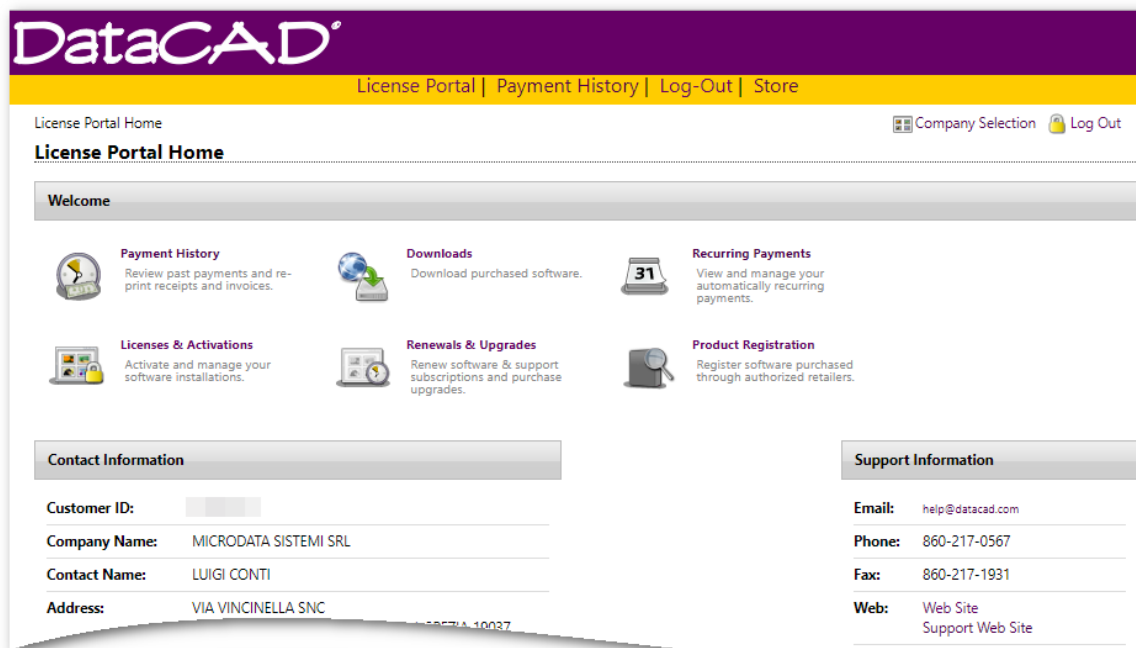 DataCAD
License Portal | Payment History | Log-Out | Store
License Portal Home
Company Selection
Log Out
License Portal Home
Welcome
Payment History
Review past payments and re-
print receipts and invoices.
Downloads
Download purchased software.
31
Recurring Payments
View and manage your
automatically recurring
payments.
Licenses & Activations
Activate and manage your
software installations.
Renewals & Upgrades
Renew software & support
subscriptions and purchase
upgrades.
Product Registration
Register software purchased
through authorized retailers.
Contact Information
Customer ID:
Company Name: MICRODATA SISTEMI SRL
Contact Name: LUIGI CONTI
Address: VIA VINCINELLA SNC
19037
Support Information
Email: help@datacad.com
Phone: 860-217-0567
Fax: 860-217-1931
Web: Web Site
Support Web Site